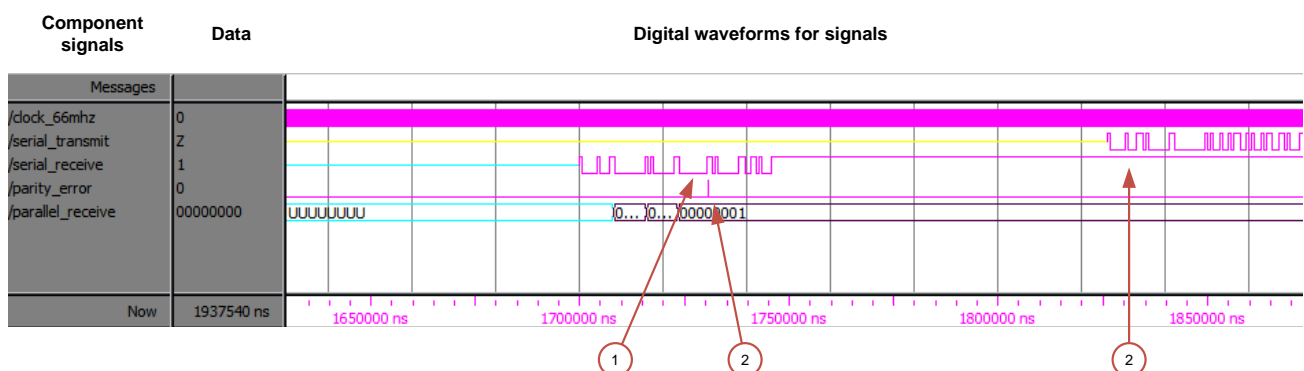 Component signals
Data
Digital waveforms for signals
Messages
/clock_66mhz 0
/serial_transmit Z
/serial_receive 1
/parity_error 0
/parallel_receive 00000000 UUUUUUUU 0... 0... 00000001
Now 1937540 ns 1650000 ns 1700000 ns 1750000 ns 1800000 ns 1850000 ns
1 2 2